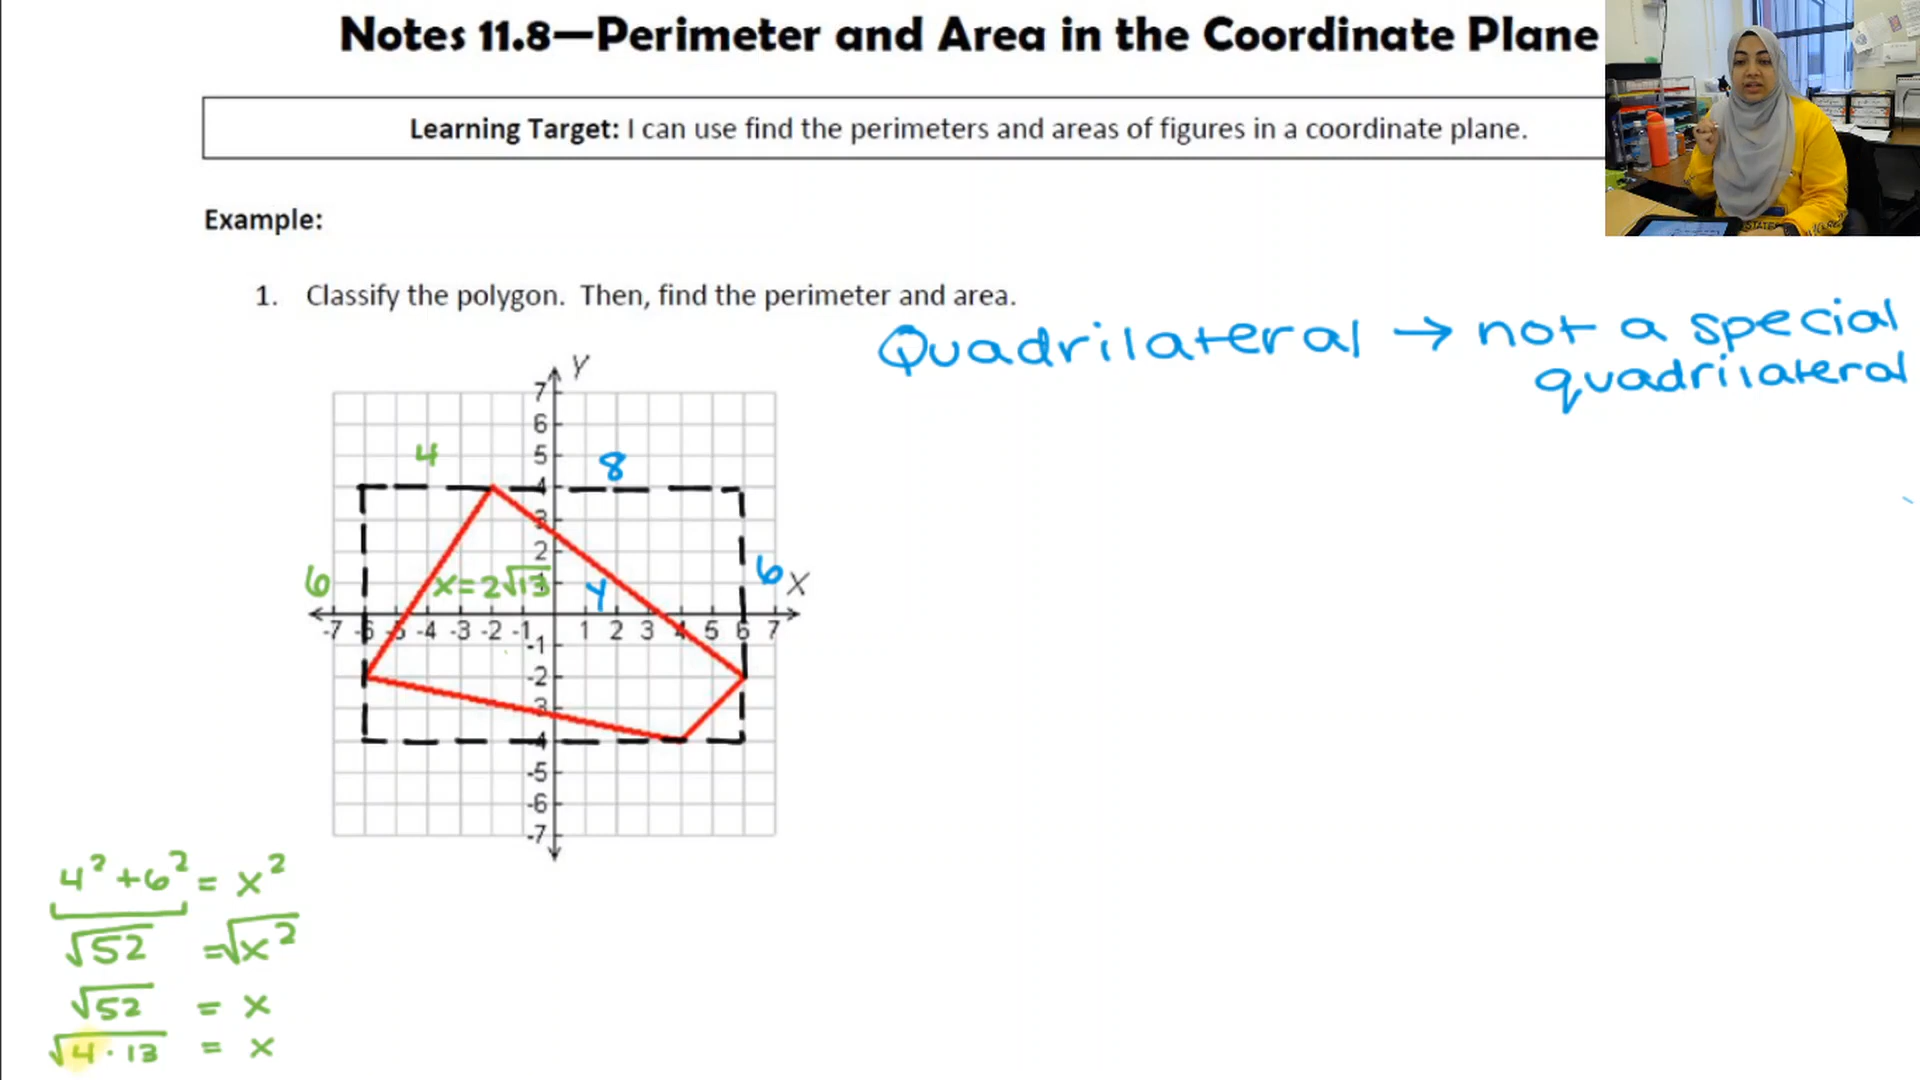 Notes 11.8—Perimeter and Area in the Coordinate Plane
Learning Target: I can use find the perimeters and areas of figures in a coordinate plane.
Example:
1. Classify the polygon. Then, find the perimeter and area.
Quadrilateral → not a special
quadrilateral
Y
7
6
5
4
8
4
3
2
6
x=2√13
1
Y
6
X
-7 -6 -5 -4 -3 -2 -1 1 2 3 4 5 6 7
-1
-2
-3
-4
-5
-6
-7
4² + 6² = x²
√52 = √x²
√52 = x
√4 · 13 = x